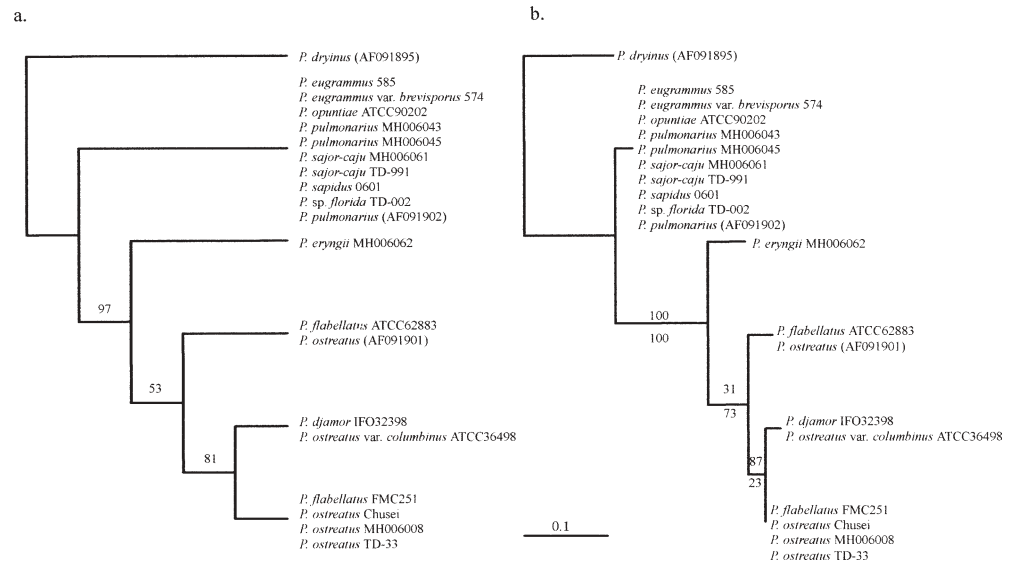 a.
P. dryinus (AF091895)
P. eugrammus 585
P. eugrammus var. brevisporus 574
P. opuntiae ATCC90202
P. pulmonarius MH006043
P. pulmonarius MH006045
P. sajor-caju MH006061
P. sajor-caju TD-991
P. sapidus 0601
P. sp. florida TD-002
P. pulmonarius (AF091902)
P. eryngii MH006062
97
P. flabellatus ATCC62883
P. ostreatus (AF091901)
53
P. djamor IFO32398
P. ostreatus var. columbinus ATCC36498
81
P. flabellatus FMC251
P. ostreatus Chusei
P. ostreatus MH006008
P. ostreatus TD-33
b.
P. dryinus (AF091895)
P. eugrammus 585
P. eugrammus var. brevisporus 574
P. opuntiae ATCC90202
P. pulmonarius MH006043
P. pulmonarius MH006045
P. sajor-caju MH006061
P. sajor-caju TD-991
P. sapidus 0601
P. sp. florida TD-002
P. pulmonarius (AF091902)
P. eryngii MH006062
100
100
P. flabellatus ATCC62883
P. ostreatus (AF091901)
31
73
P. djamor IFO32398
P. ostreatus var. columbinus ATCC36498
87
23
P. flabellatus FMC251
P. ostreatus Chusei
P. ostreatus MH006008
P. ostreatus TD-33
0.1